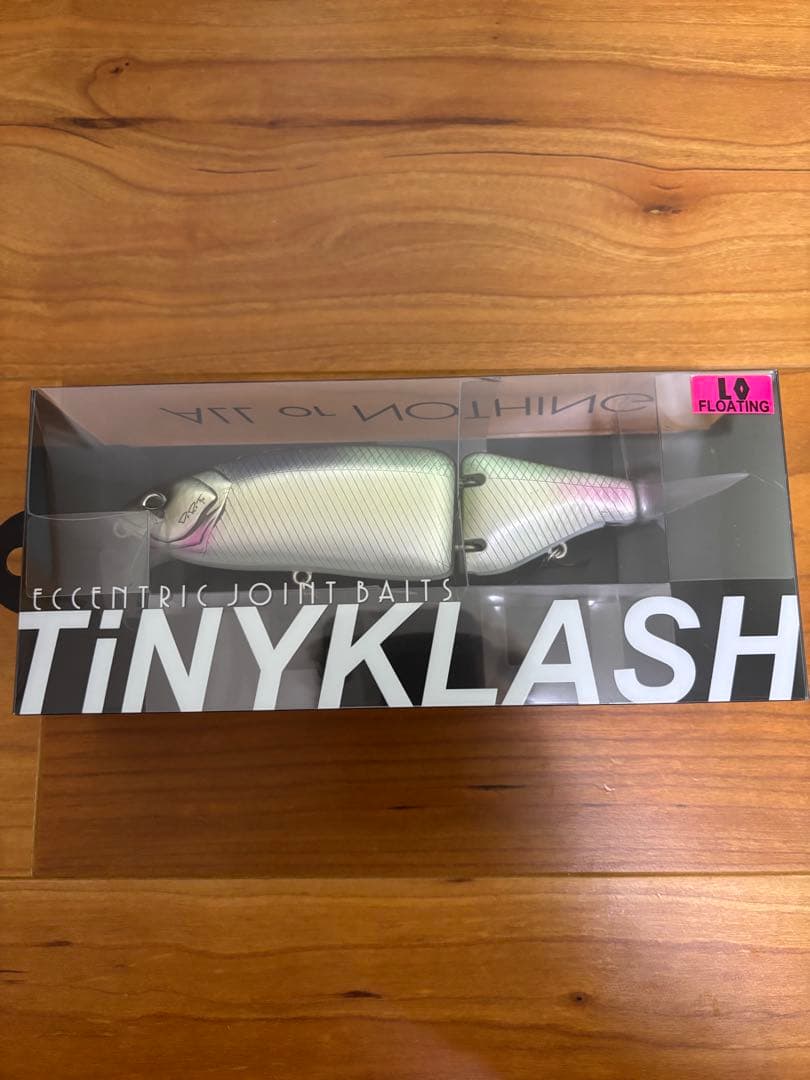 ALL or NOTHING
LO
FLOATING
ECCENTRIC JOINT BAITS
TiNYKLASH